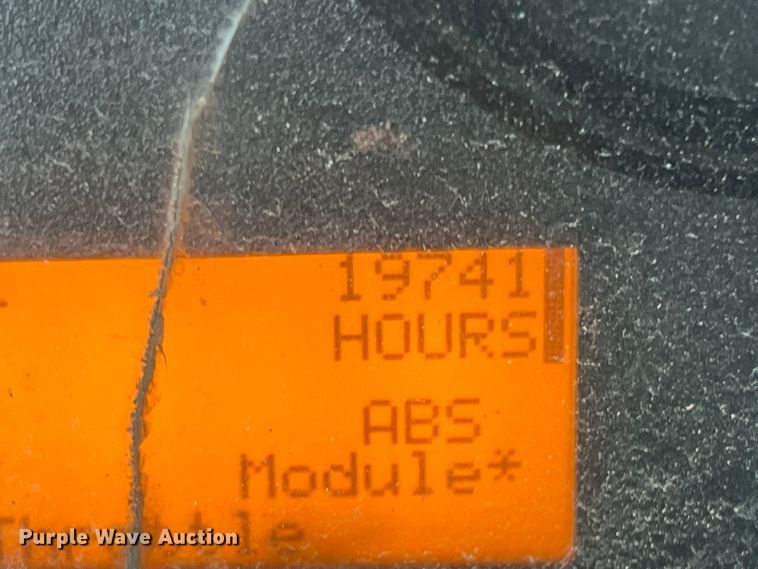 19741
HOURS
ABS
Module*
Purple Wave Auction